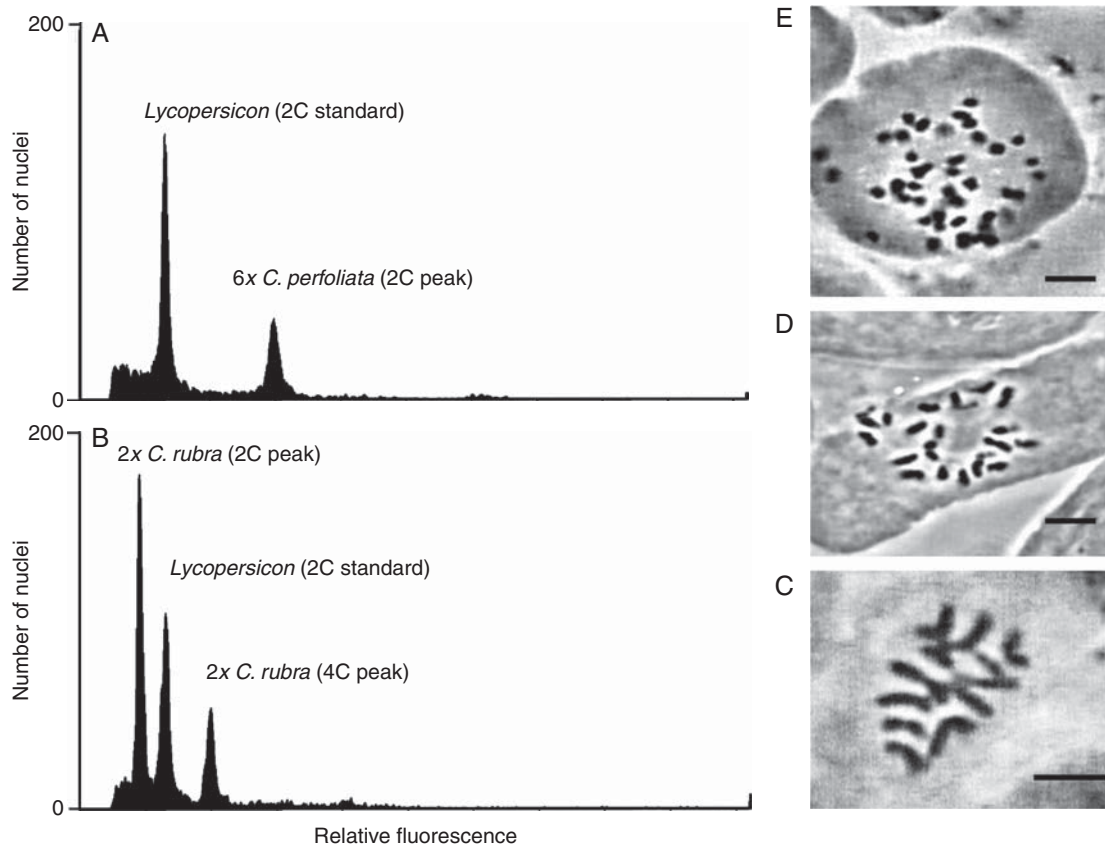 A
200
Lycopersicon (2C standard)
6x C. perfoliata (2C peak)
Number of nuclei
0
B
200
2x C. rubra (2C peak)
Lycopersicon (2C standard)
2x C. rubra (4C peak)
Number of nuclei
0
Relative fluorescence
E
D
C